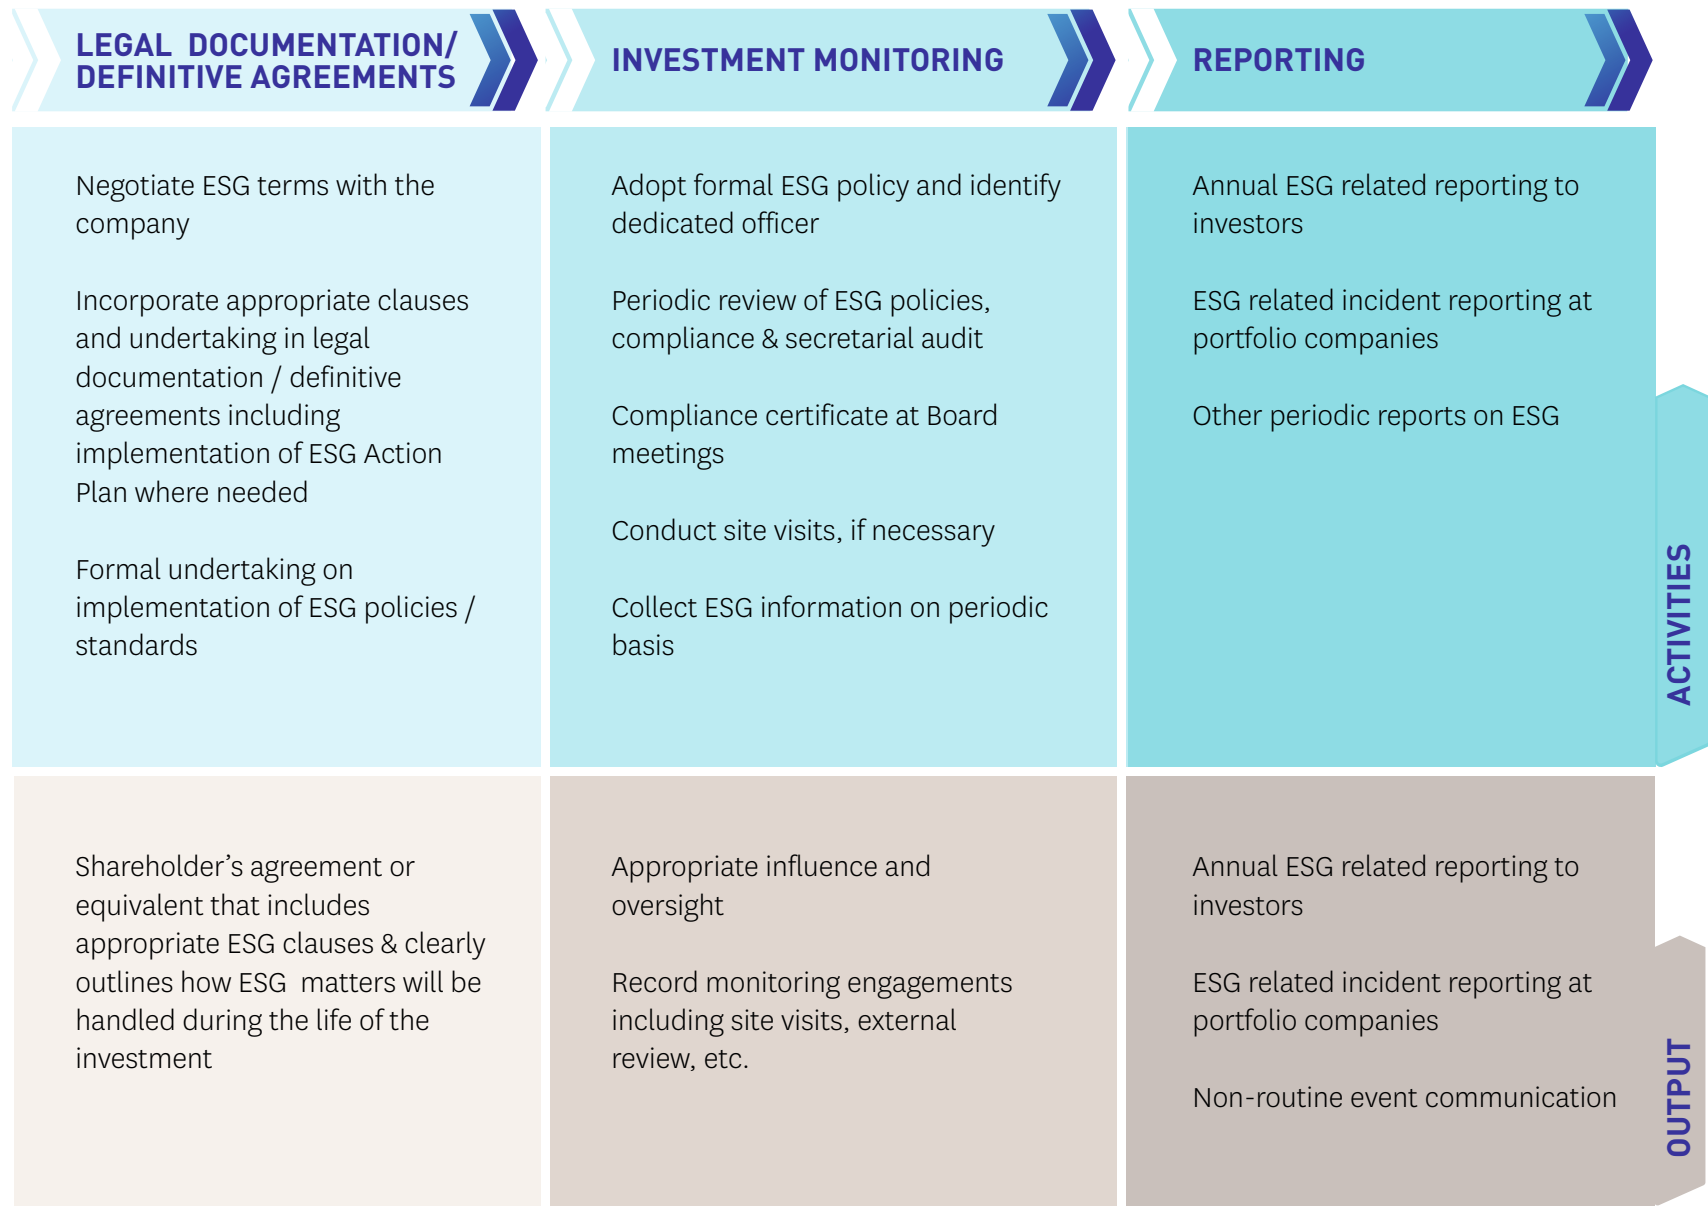 LEGAL DOCUMENTATION/
DEFINITIVE AGREEMENTS
INVESTMENT MONITORING
REPORTING
Negotiate ESG terms with the
company
Incorporate appropriate clauses
and undertaking in legal
documentation / definitive
agreements including
implementation of ESG Action
Plan where needed
Formal undertaking on
implementation of ESG policies /
standards
Adopt formal ESG policy and identify
dedicated officer
Periodic review of ESG policies,
compliance & secretarial audit
Compliance certificate at Board
meetings
Conduct site visits, if necessary
Collect ESG information on periodic
basis
Annual ESG related reporting to
investors
ESG related incident reporting at
portfolio companies
Other periodic reports on ESG
ACTIVITIES
Shareholder’s agreement or
equivalent that includes
appropriate ESG clauses & clearly
outlines how ESG matters will be
handled during the life of the
investment
Appropriate influence and
oversight
Record monitoring engagements
including site visits, external
review, etc.
Annual ESG related reporting to
investors
ESG related incident reporting at
portfolio companies
Non-routine event communication
OUTPUT